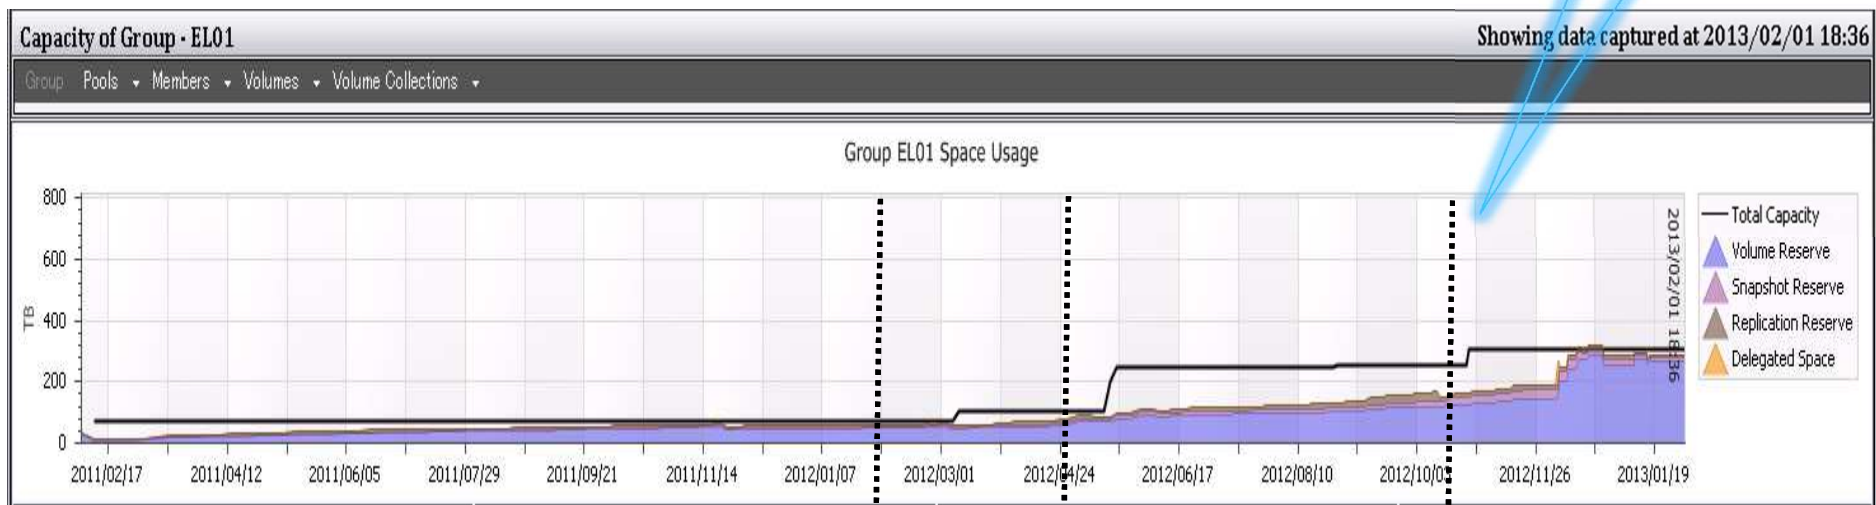 Capacity of Group - EL01
Showing data captured at 2013/02/01 18:36
Group Pools Members Volumes Volume Collections
Group EL01 Space Usage
800
600
400
200
0
TB
2013/02/01 18:36
Total Capacity
Volume Reserve
Snapshot Reserve
Replication Reserve
Delegated Space
2011/02/17 2011/04/12 2011/06/05 2011/07/29 2011/09/21 2011/11/14 2012/01/07 2012/03/01 2012/04/24 2012/06/17 2012/08/10 2012/11/26 2013/01/19